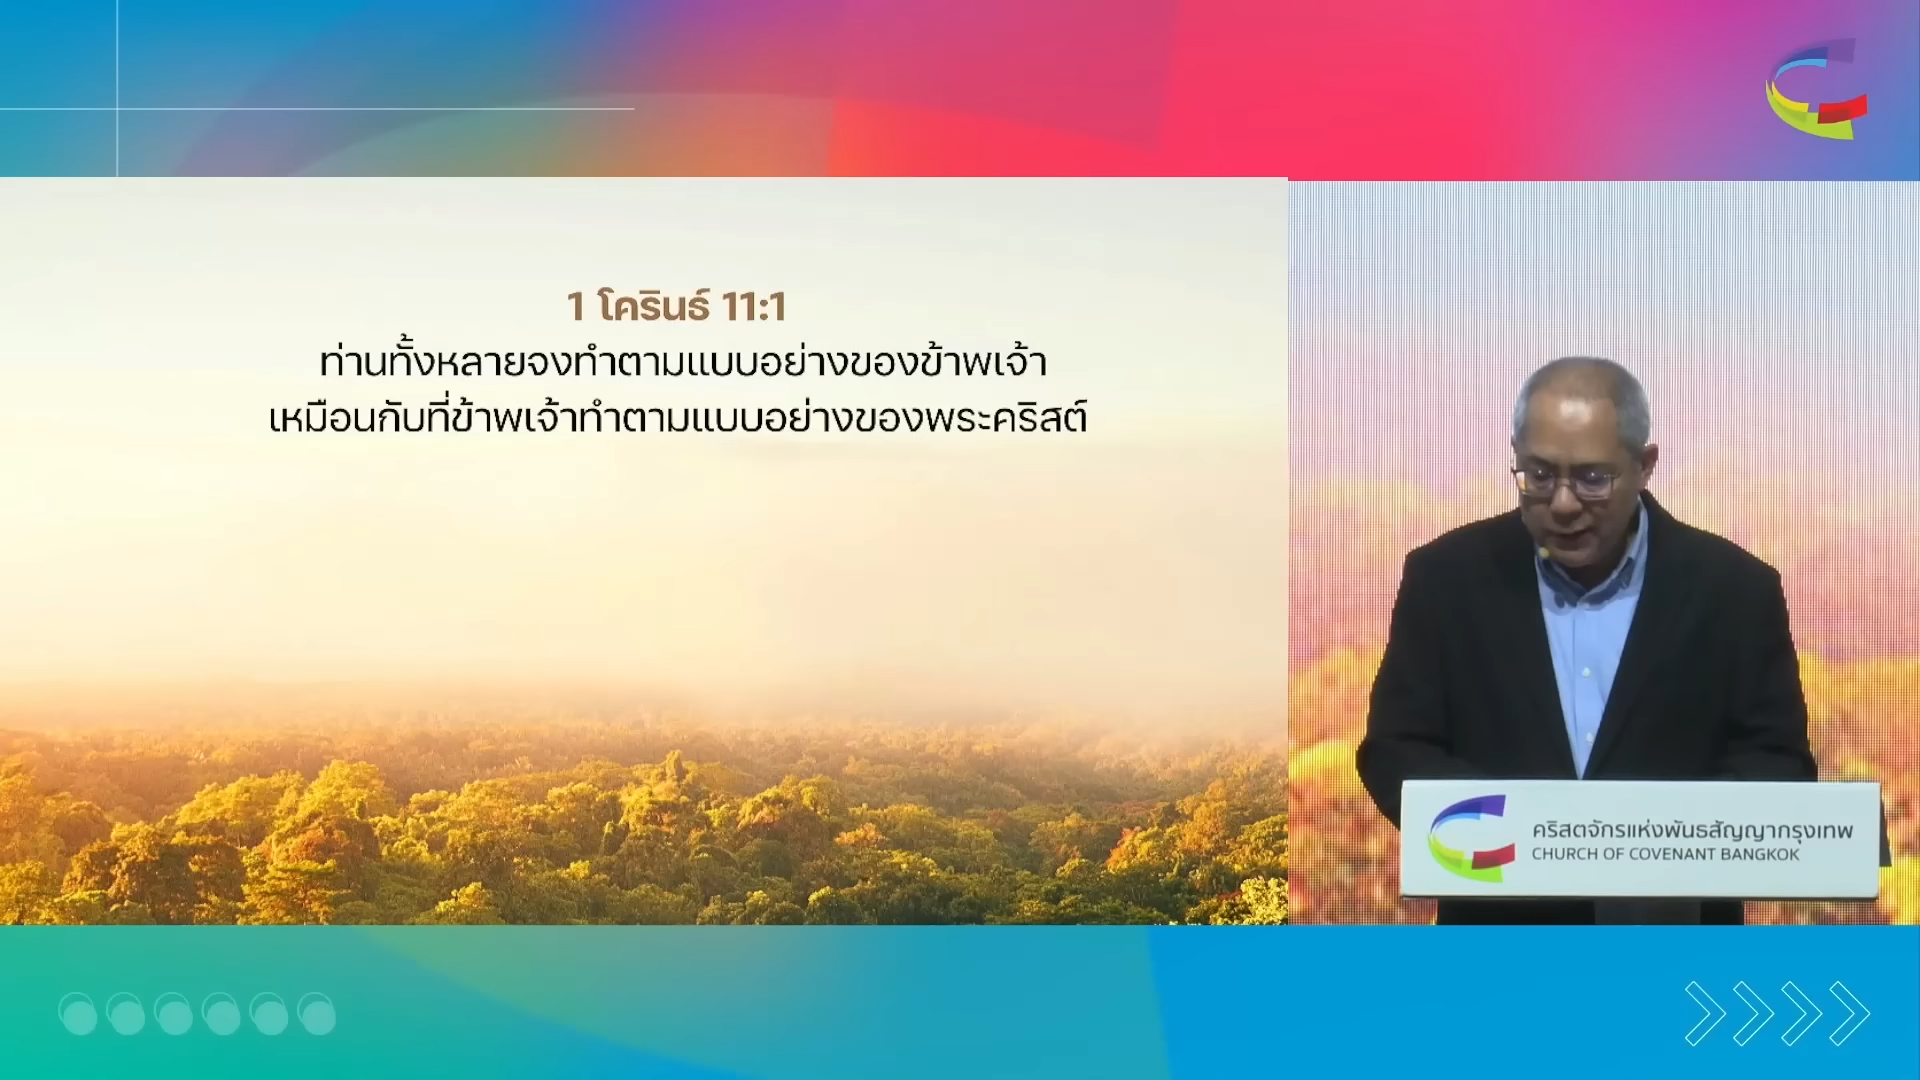 1 โครินธ์ 11:1
ท่านทั้งหลายจงทำตามแบบอย่างของข้าพเจ้า
เหมือนกับที่ข้าพเจ้าทำตามแบบอย่างของพระคริสต์
คริสตจักรแห่งพันธสัญญากรุงเทพ
CHURCH OF COVENANT BANGKOK